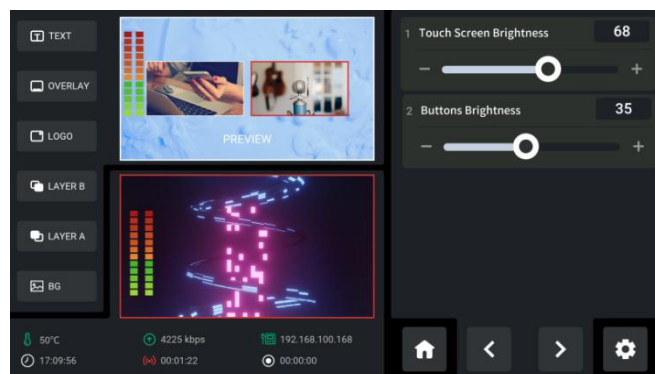 TEXT
OVERLAY
LOGO
LAYER B
LAYER A
BG
PREVIEW
50°C
4225 kbps
192.168.100.168
17:09:56
00:01:22
00:00:00
1 Touch Screen Brightness 68
− +
2 Buttons Brightness 35
− +